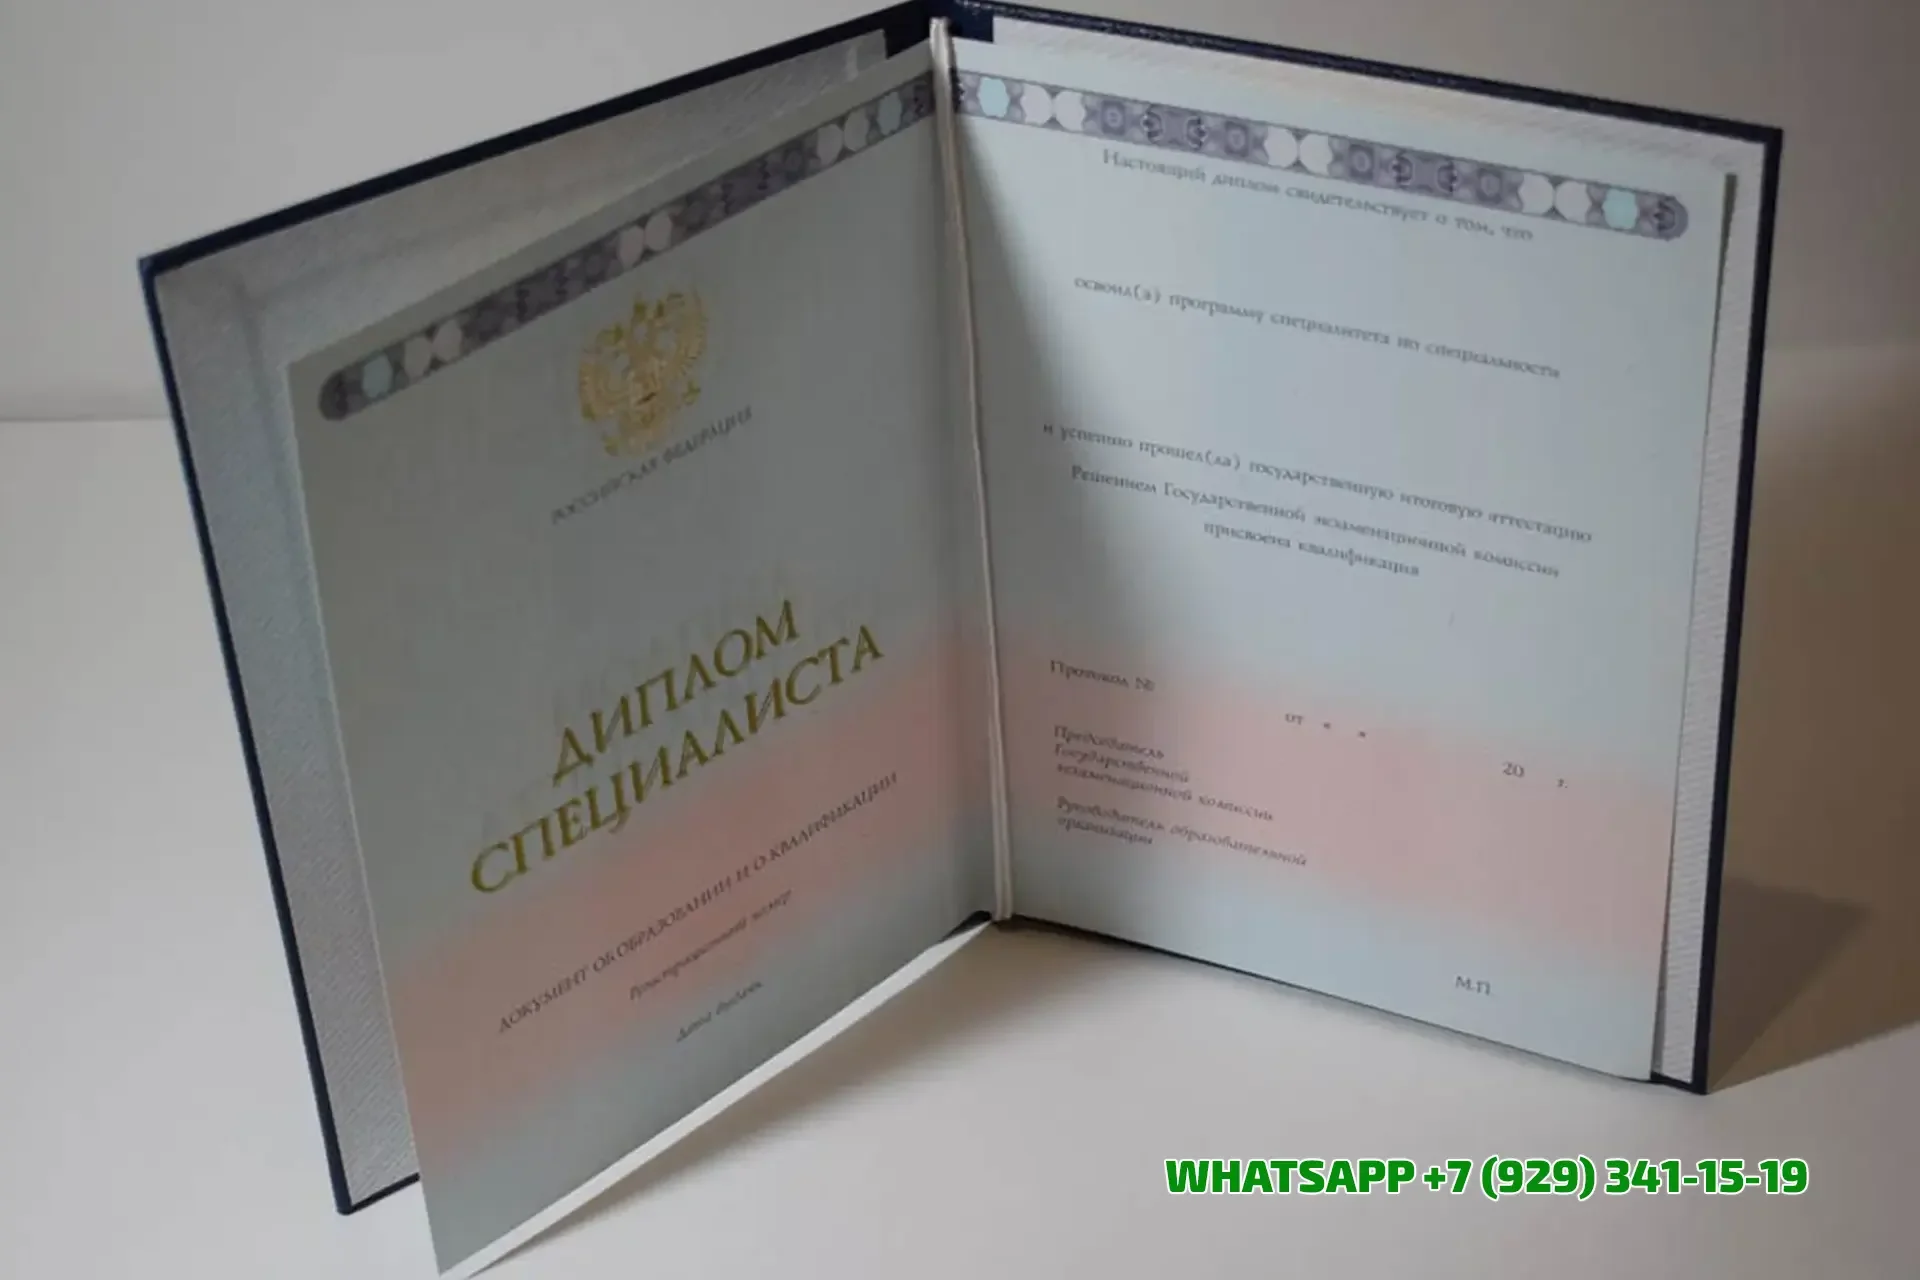 РОССИЙСКАЯ ФЕДЕРАЦИЯ
ДИПЛОМ
СПЕЦИАЛИСТА
ДОКУМЕНТ ОБ ОБРАЗОВАНИИ И О КВАЛИФИКАЦИИ
Регистрационный номер
Дата выдачи
Настоящий диплом свидетельствует о том, что
освоил(а) программу специалитета по специальности
и успешно прошел(ла) государственную итоговую аттестацию
Решением Государственной экзаменационной комиссии
присвоена квалификация
Протокол №
от « » 20 г.
Председатель
Государственной
экзаменационной комиссии
Руководитель образовательной
организации
М.П.
WHATSAPP +7 (929) 341-15-19